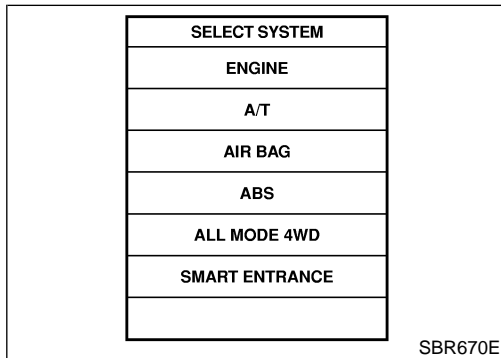 SELECT SYSTEM
ENGINE
A/T
AIR BAG
ABS
ALL MODE 4WD
SMART ENTRANCE
SBR670E